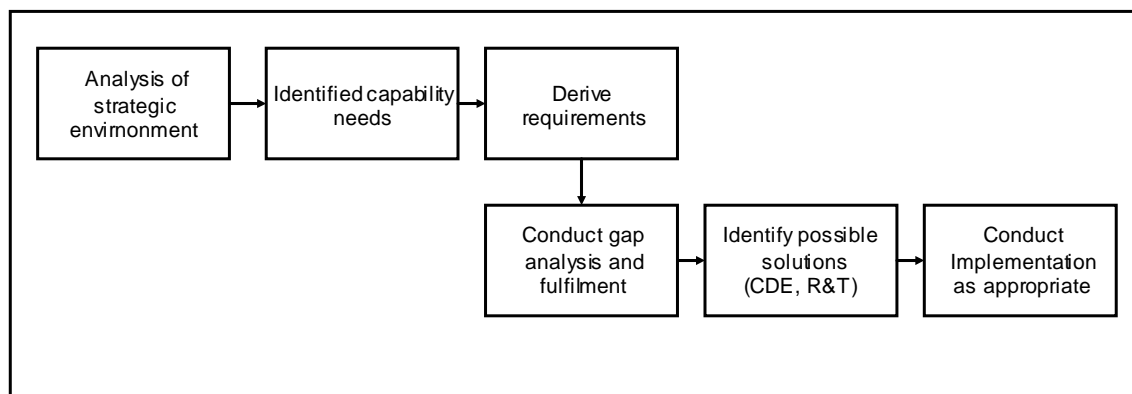 Analysis of
strategic
envirnonment
Identified capability
needs
Derive
requirements
Conduct gap
analysis and
fulfilment
Identify possible
solutions
(CDE, R&T)
Conduct
Implementation
as appropriate